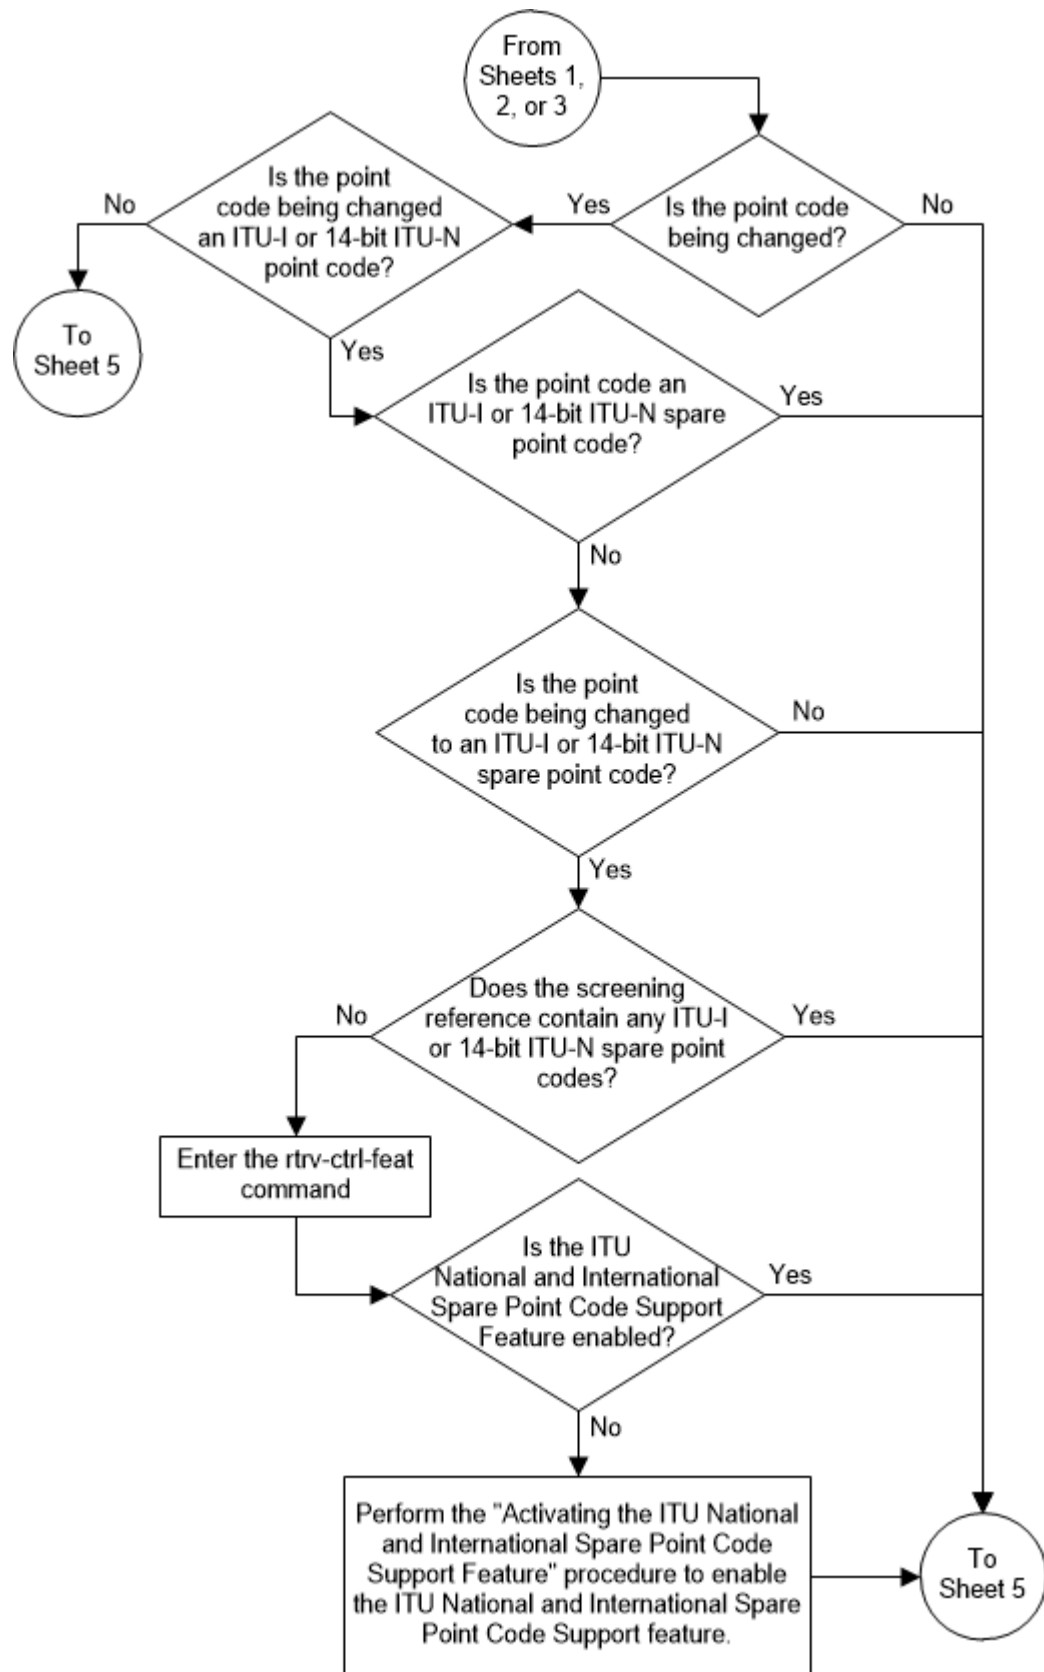 From
Sheets 1,
2, or 3
Is the point code
being changed?
Yes
No
Is the point
code being changed
an ITU-I or 14-bit ITU-N
point code?
No
To
Sheet 5
Yes
Is the point code an
ITU-I or 14-bit ITU-N spare
point code?
Yes
No
Is the point
code being changed
to an ITU-I or 14-bit ITU-N
spare point code?
No
Yes
Does the screening
reference contain any ITU-I
or 14-bit ITU-N spare point
codes?
No
Yes
Enter the rtrv-ctrl-feat
command
Is the ITU
National and International
Spare Point Code Support
Feature enabled?
Yes
No
Perform the "Activating the ITU National
and International Spare Point Code
Support Feature" procedure to enable
the ITU National and International Spare
Point Code Support feature.
To
Sheet 5